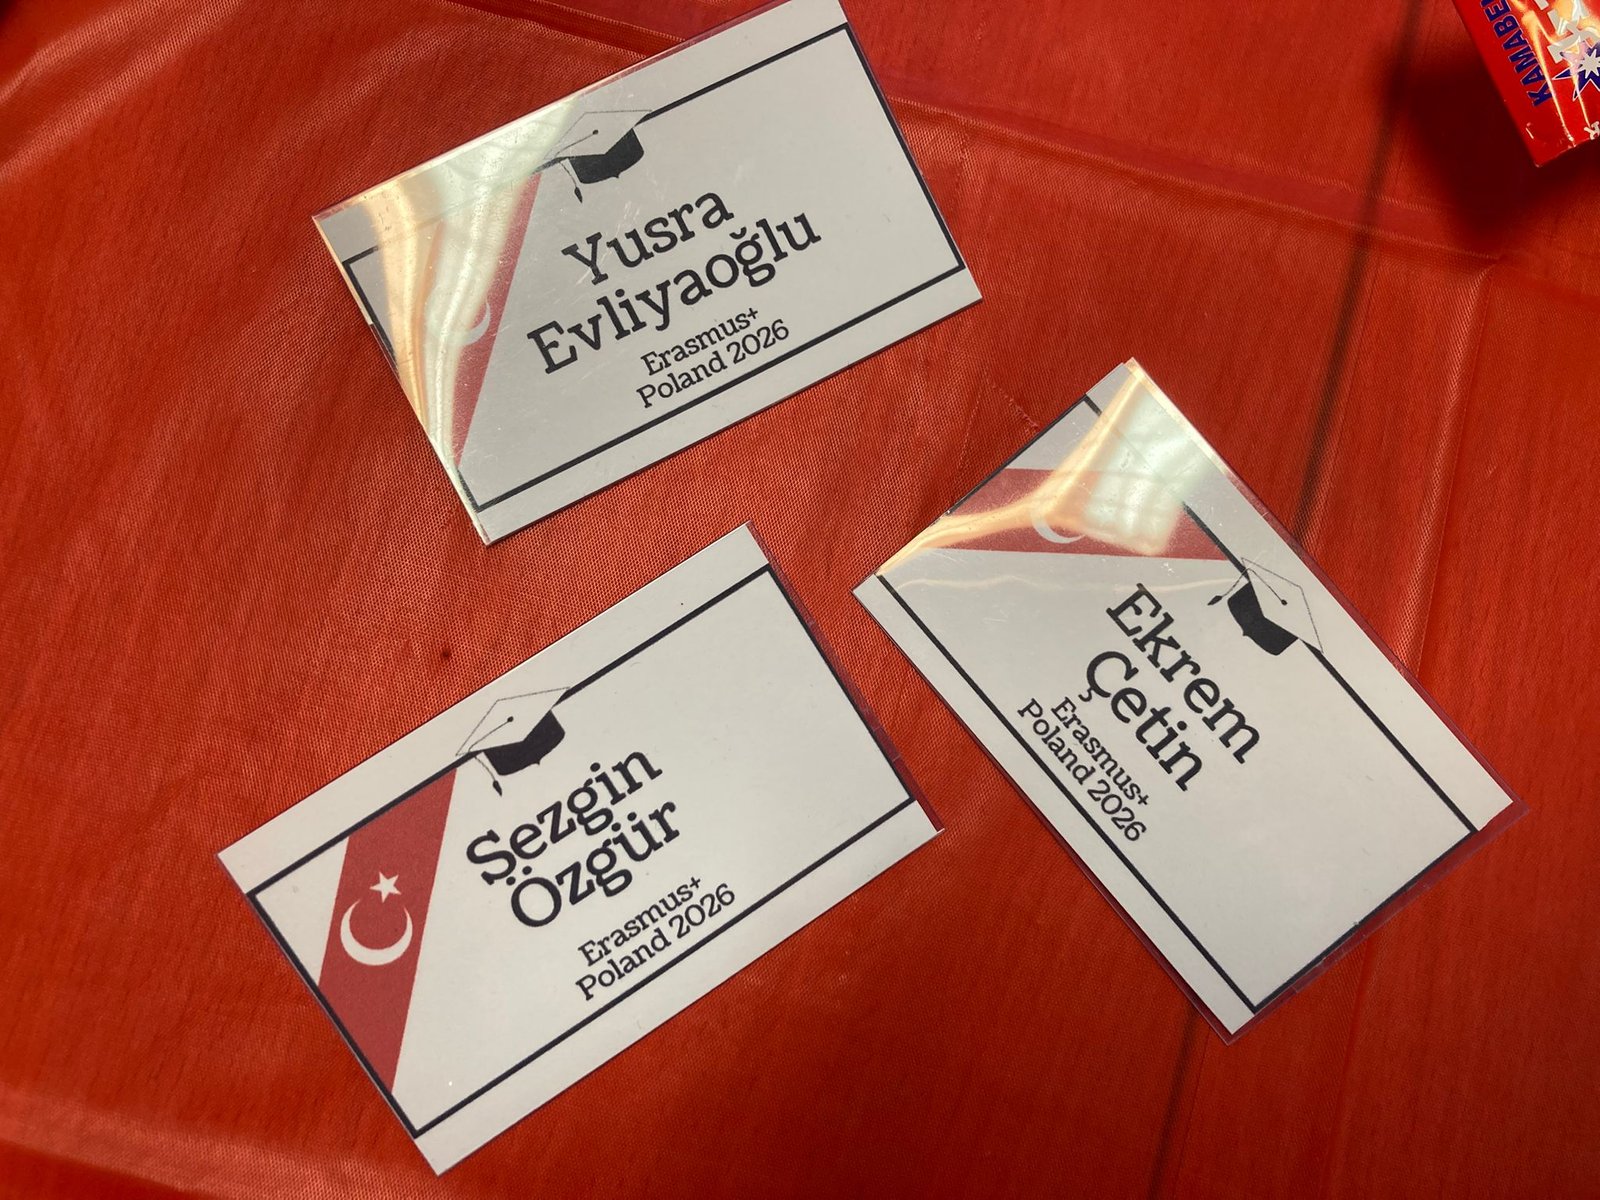 Yusra
Evliyaoğlu
Erasmus+
Poland 2026
Ekrem
Çetin
Erasmus+
Poland 2026
Şezgin
Özgür
Erasmus+
Poland 2026